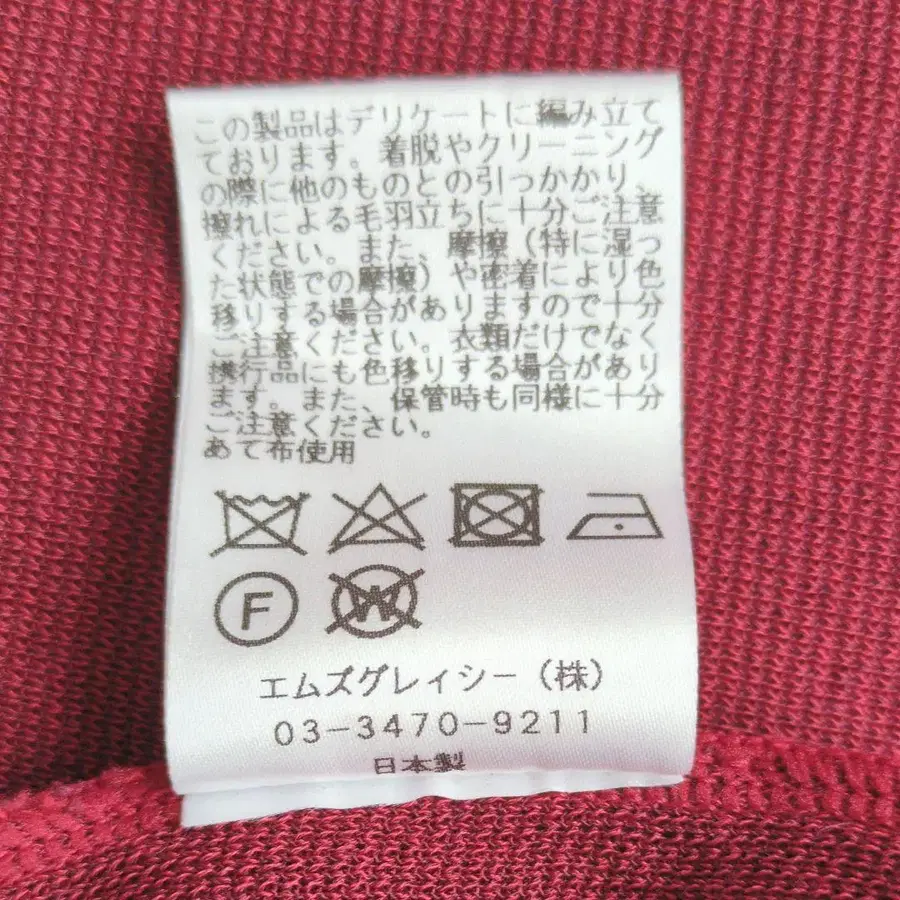 この製品はデリケートに編み立て
ております。着脱やクリーニング
の際に他のものとの引っかかり、
擦れによる毛羽立ちに十分ご注意
ください。また、摩擦(特に湿っ
た状態での摩擦)や密着により色
移りする場合がありますので十分
ご注意ください。衣類だけでなく
携行品にも色移りする場合があり
ます。また、保管時も同様に十分
ご注意ください。
あて布使用
F
W
エムズグレイシー(株)
03-3470-9211
日本製